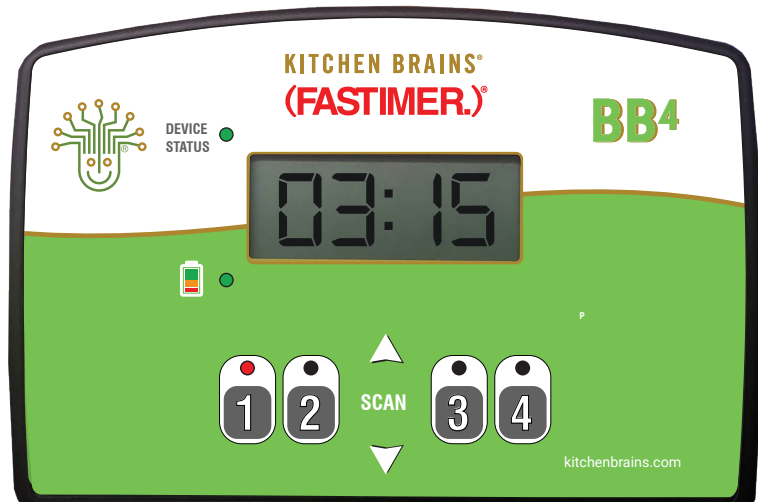 KITCHEN BRAINS®
(FASTIMER.)®
BB4
DEVICE
STATUS
®
03:15
P
1 2 SCAN 3 4
kitchenbrains.com